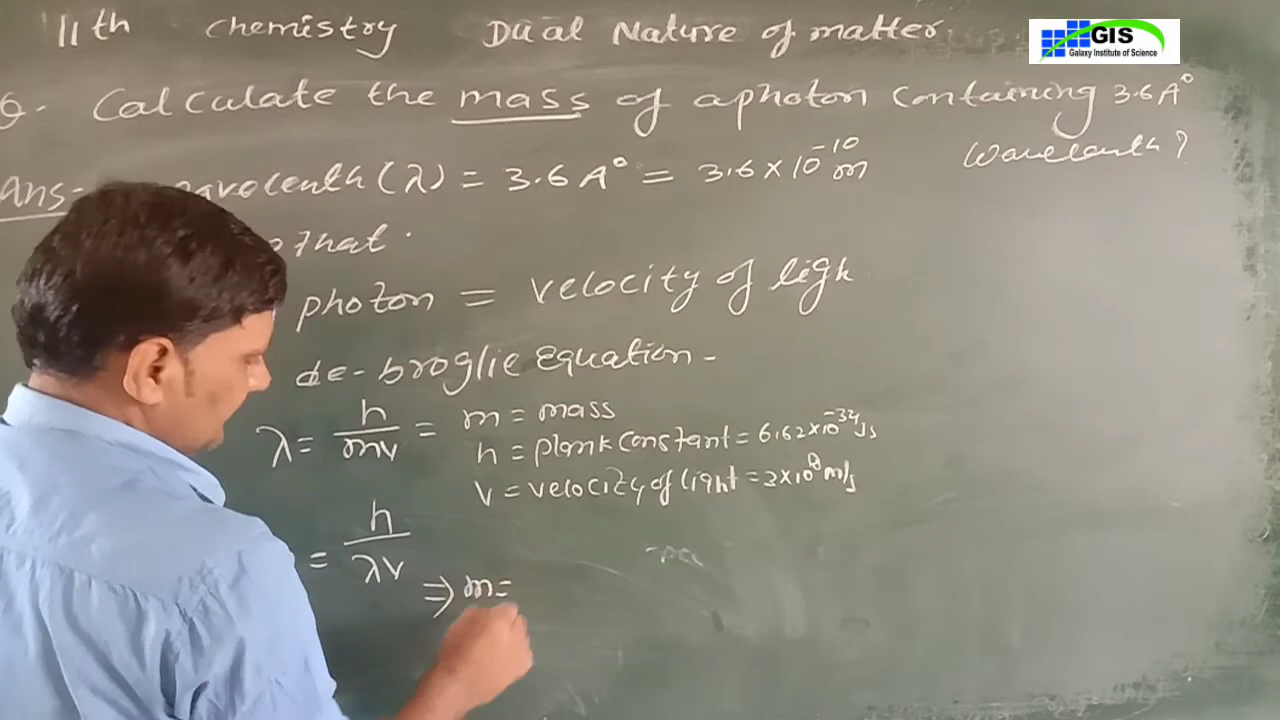 11th chemistry Dual Nature of matter
GIS
Galaxy Institute of Science
Q. Calculate the mass of a photon containing 3.6 A°
wavelenth?
Ans- wavelenth (λ) = 3.6 A° = 3.6 × 10⁻¹⁰ m
that.
photon = velocity of ligh
de-broglie Equation -
λ = h/mv = m = mass
h = plank constant = 6.62×10⁻³⁴ Js
v = velocity of light = 3×10⁸ m/s
= h/λv
⇒ m =